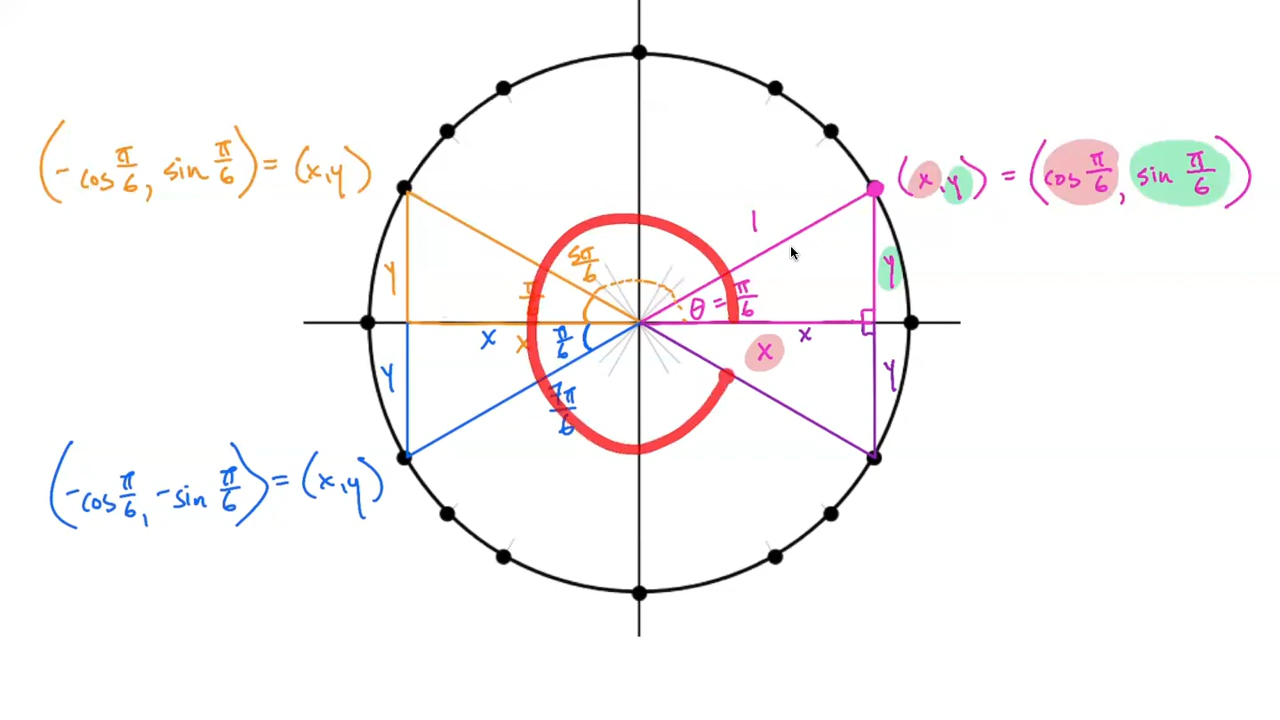 (-cos π/6, sin π/6) = (x,y)
(x,y) = (cos π/6, sin π/6)
1
5π/6
y
y
π/6
θ = π/6
x
x
π/6
x
x
y
y
7π/6
(-cos π/6, -sin π/6) = (x,y)